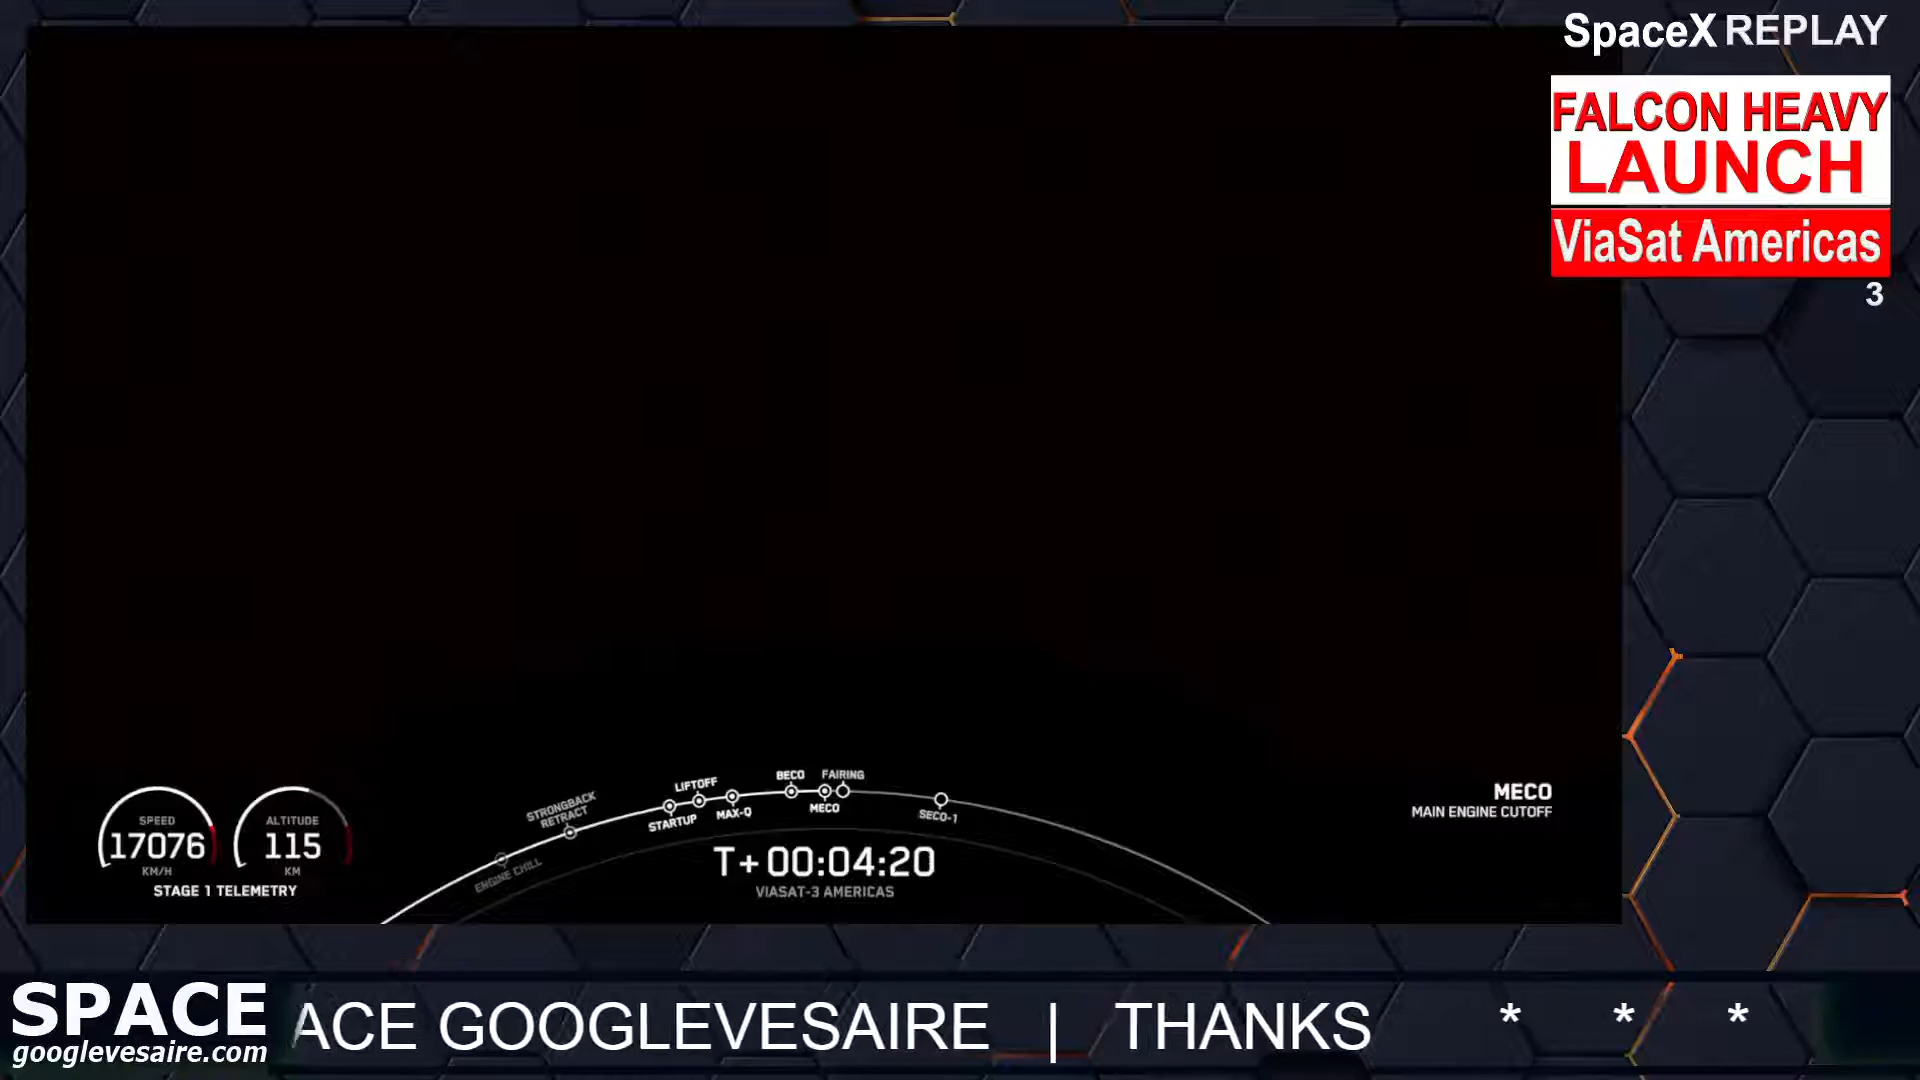 SpaceX REPLAY
FALCON HEAVY
LAUNCH
ViaSat Americas
3
SPEED
17076
KM/H
ALTITUDE
115
KM
STAGE 1 TELEMETRY
ENGINE CHILL
STRONGBACK
RETRACT
STARTUP
LIFTOFF
MAX-Q
BECO
MECO
FAIRING
SECO-1
T+00:04:20
VIASAT-3 AMERICAS
MECO
MAIN ENGINE CUTOFF
SPACE
googlevesaire.com
ACE GOOGLEVESAIRE | THANKS * * *